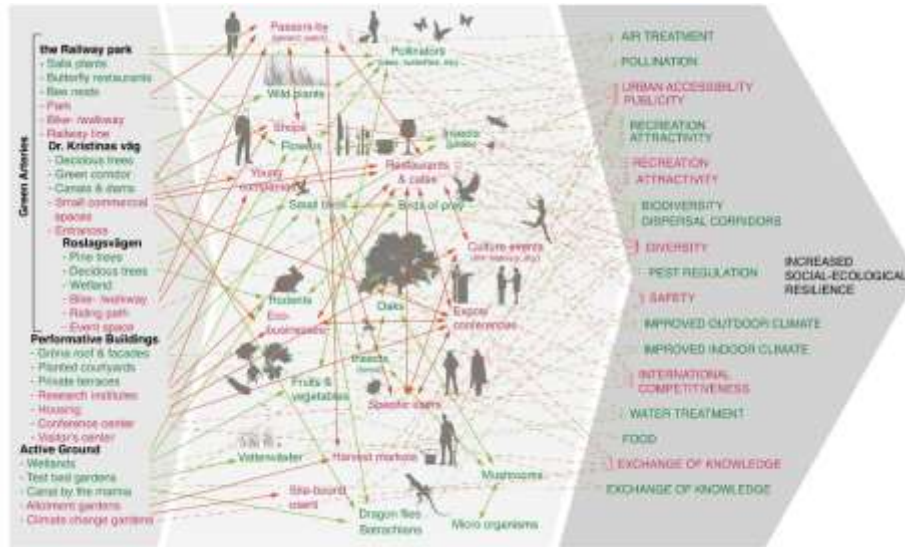 Green Arteries
the Railway park
- Butterfly restaurants
- Bee nests
- Park
- Bike- /walkway
- Railway line
Dr. Kristinas väg
- Decidous trees
- Green corridor
- Canals & dams
- Small commercial
spaces
- Entrances
Roslagsvägen
- Pine trees
- Decidous trees
- Wetland
- Bike- /walkway
- Riding path
- Event space
Performative Buildings
- Gröna roof & facades
- Planted courtyards
- Private terraces
- Research institutes
- Housing
- Conference center
- Visitor's center
Active Ground
- Wetlands
- Test bed gardens
- Canal by the marina
- Allotment gardens
- Climate change gardens
Passers-by
Pollinators
Wild plants
Shops
Flowers
Insects
Restaurants
& cafés
Young
companies
Small birds
Birds of prey
Culture events
Rodents
Oaks
Eco-
businesses
Expos/
conferences
Insects
Fruits &
vegetables
Specific users
Harvest markets
Mushrooms
Site-bound
users
Dragon flies
Batrachians
Micro organisms
AIR TREATMENT
POLLINATION
URBAN ACCESSIBILITY
PUBLICITY
RECREATION
ATTRACTIVITY
RECREATION
ATTRACTIVITY
BIODIVERSITY
DISPERSAL CORRIDORS
DIVERSITY
PEST REGULATION
SAFETY
IMPROVED OUTDOOR CLIMATE
IMPROVED INDOOR CLIMATE
INTERNATIONAL
COMPETITIVENESS
WATER TREATMENT
FOOD
EXCHANGE OF KNOWLEDGE
EXCHANGE OF KNOWLEDGE
INCREASED
SOCIAL-ECOLOGICAL
RESILIENCE